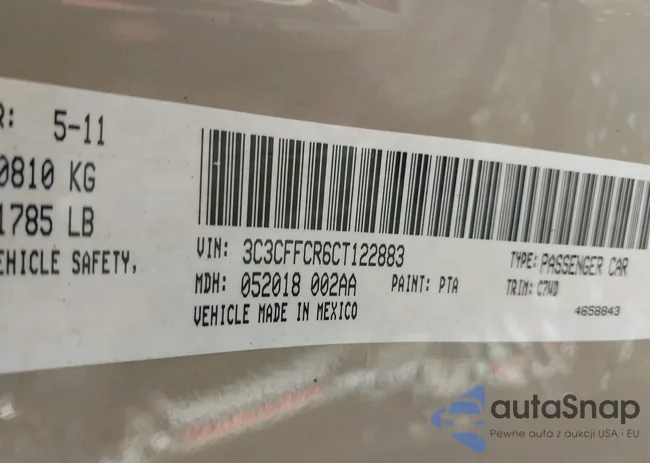 R: 5-11
0810 KG
1785 LB
EHICLE SAFETY,
VIN: 3C3CFFCR6CT122883
TYPE: PASSENGER CAR
MDH: 052018 002AA PAINT: PTA
TRIM: C7WD
VEHICLE MADE IN MEXICO
4658843
autaSnap
Pewne auta z aukcji USA i EU